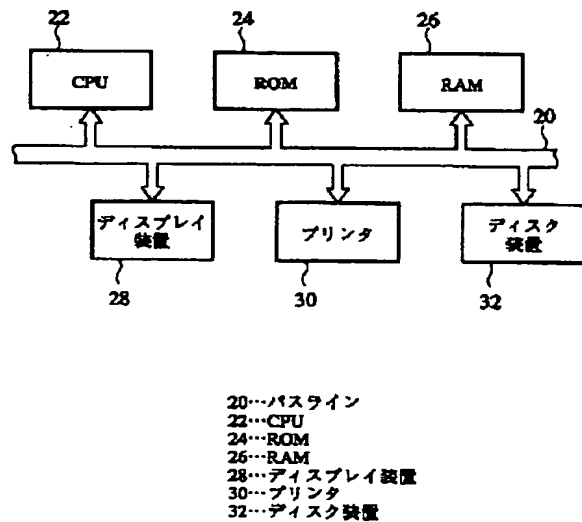 22
24
26
CPU
ROM
RAM
20
ディスプレイ
装置
プリンタ
ディスク
装置
28
30
32
20…バスライン
22…CPU
24…ROM
26…RAM
28…ディスプレイ装置
30…プリンタ
32…ディスク装置